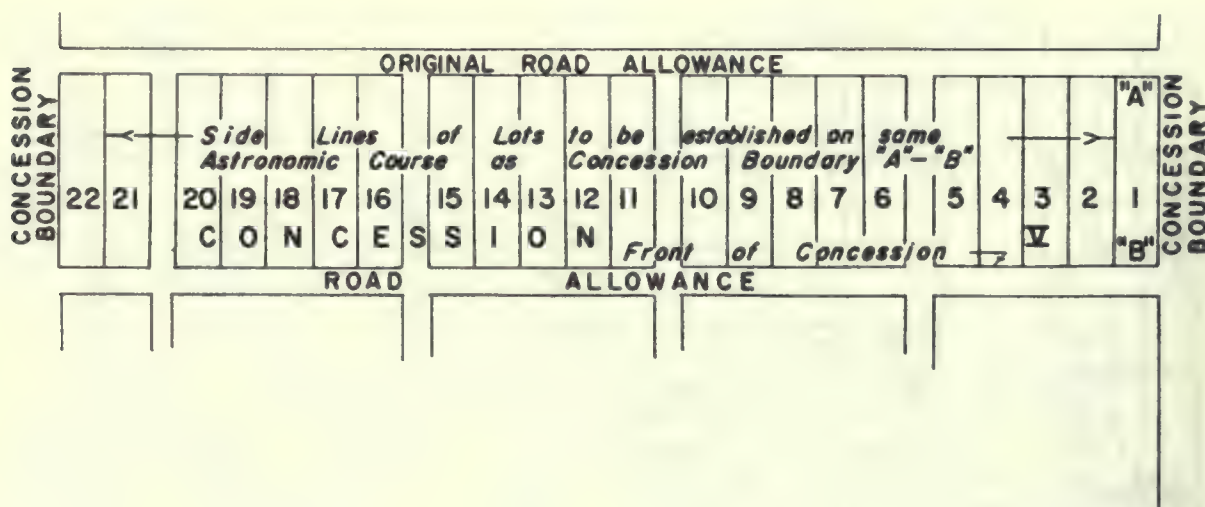 ORIGINAL ROAD ALLOWANCE
CONCESSION
BOUNDARY
"A"
CONCESSION
BOUNDARY
Side Lines of Lots to be established on same
Astronomic Course as Concession Boundary "A"-"B"
22 21 20 19 18 17 16 15 14 13 12 11 10 9 8 7 6 5 4 3 2 1
CONCESSION V
Front of Concession
"B"
ROAD ALLOWANCE